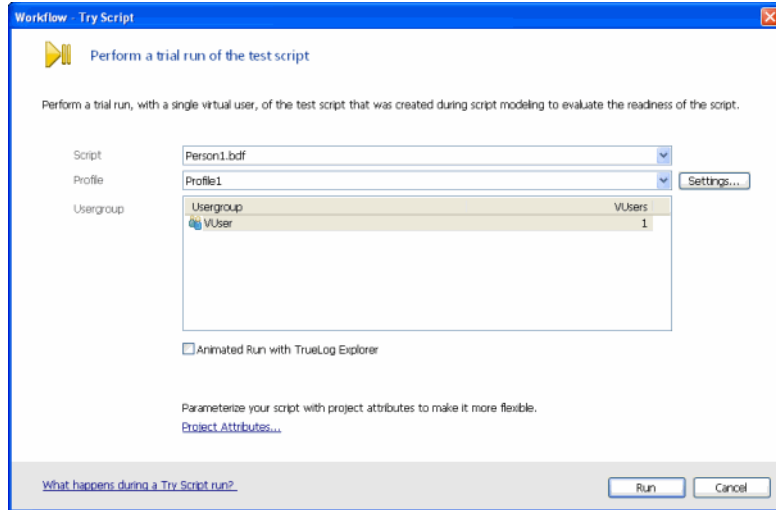 Workflow - Try Script
Perform a trial run of the test script
Perform a trial run, with a single virtual user, of the test script that was created during script modeling to evaluate the readiness of the script.
Script Person1.bdf
Profile Profile1 Settings...
Usergroup Usergroup VUsers
VUser 1
Animated Run with TrueLog Explorer
Parameterize your script with project attributes to make it more flexible.
Project Attributes...
What happens during a Try Script run? Run Cancel